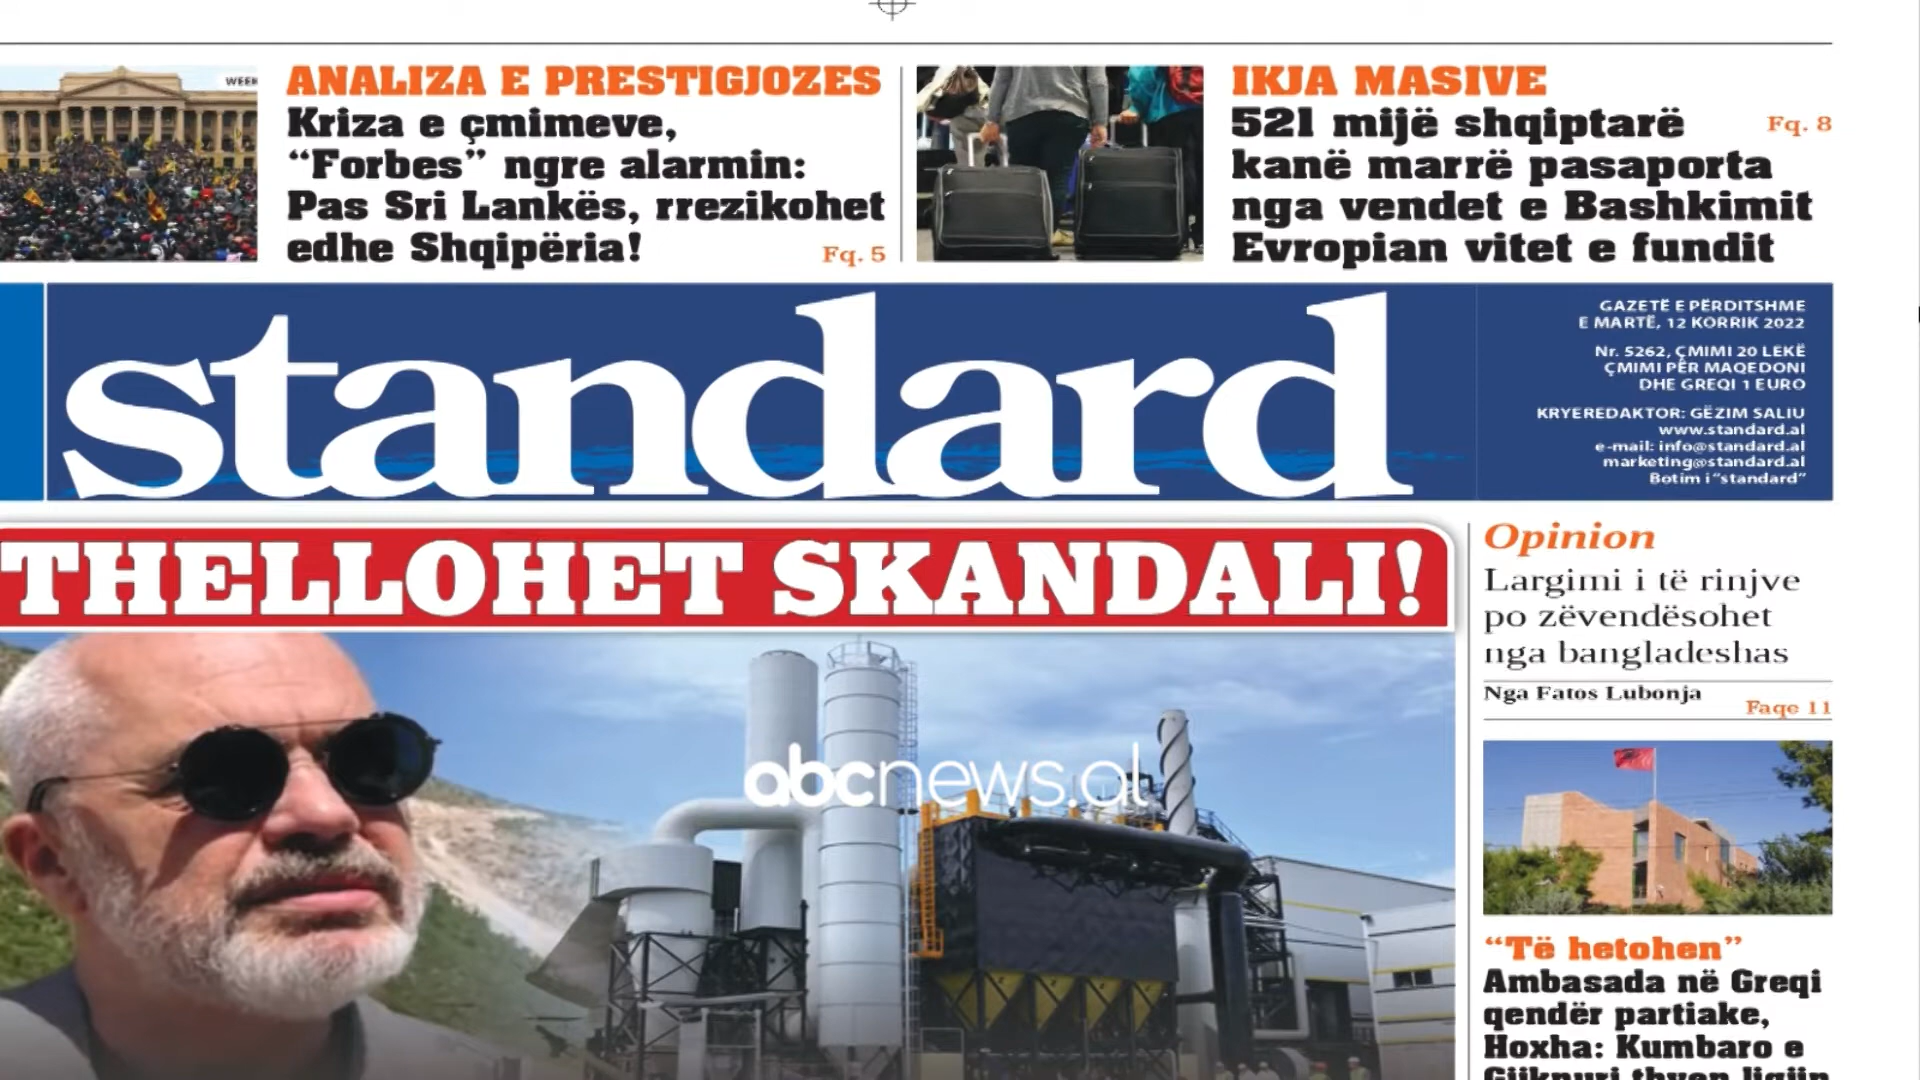 WEEK
ANALIZA E PRESTIGJOZES
Kriza e çmimeve,
“Forbes” ngre alarmin:
Pas Sri Lankës, rrezikohet
edhe Shqipëria!
Fq. 5
IKJA MASIVE
521 mijë shqiptarë
Fq. 8
kanë marrë pasaporta
nga vendet e Bashkimit
Evropian vitet e fundit
standard
GAZETË E PËRDITSHME
E MARTË, 12 KORRIK 2022
Nr. 5262, ÇMIMI 20 LEKË
ÇMIMI PËR MAQEDONI
DHE GREQI 1 EURO
KRYEREDAKTOR: GËZIM SALIU
www.standard.al
e-mail: info@standard.al
marketing@standard.al
Botim i “standard”
THELLOHET SKANDALI!
abcnews.al
Opinion
Largimi i të rinjve
po zëvendësohet
nga bangladeshas
Nga Fatos Lubonja
Faqe 11
“Të hetohen”
Ambasada në Greqi
qendër partiake,
Hoxha: Kumbaro e
Gjiknuri thyen ligjin